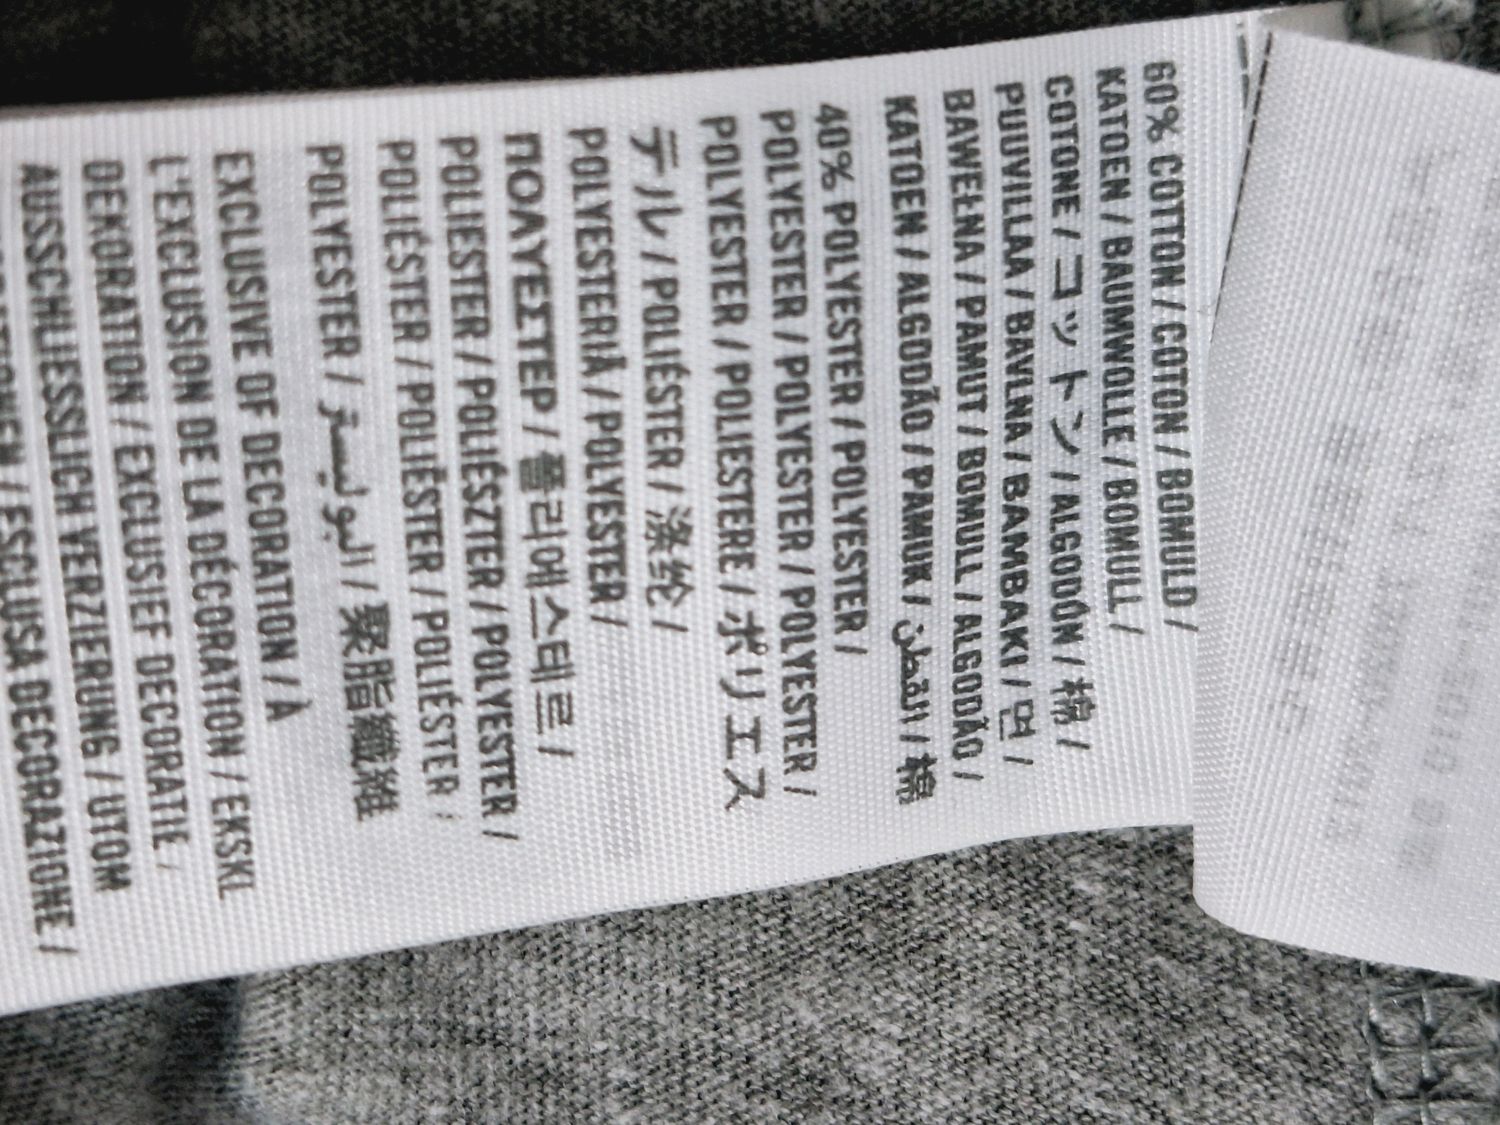 60% COTTON / COTON / BOMULD /
KATOEN / BAUMWOLLE / BOMULL /
COTONE / コットン / ALGODÓN / 棉 /
PUUVILLAA / BAVLNA / BAMBAKI / 면 /
BAWEŁNA / PAMUT / BOMULL / ALGODÃO /
KATOEN / ALGODÃO / PAMUK / القطن / 棉
40% POLYESTER / POLYESTER /
POLYESTER / POLYESTER / POLYESTER /
POLYESTER / POLIESTERE / ポリエス
テル / POLIÉSTER / 涤纶 /
POLYESTERIÄ / POLYESTER /
ΠΟΛΥΕΣΤΕΡ / 폴리에스테르 /
POLIESTER / POLIÉSZTER / POLYESTER /
POLIÉSTER / POLIÉSTER / POLIÉSTER /
POLYESTER / البوليستر / 聚脂纖維
EXCLUSIVE OF DECORATION / À
L'EXCLUSION DE LA DÉCORATION / EKSKL
DEKORATION / EXCLUSIEF DECORATIE /
AUSSCHLIESSLICH VERZIERUNG / UTOM
/ ESCLUSA DECORAZIONE /